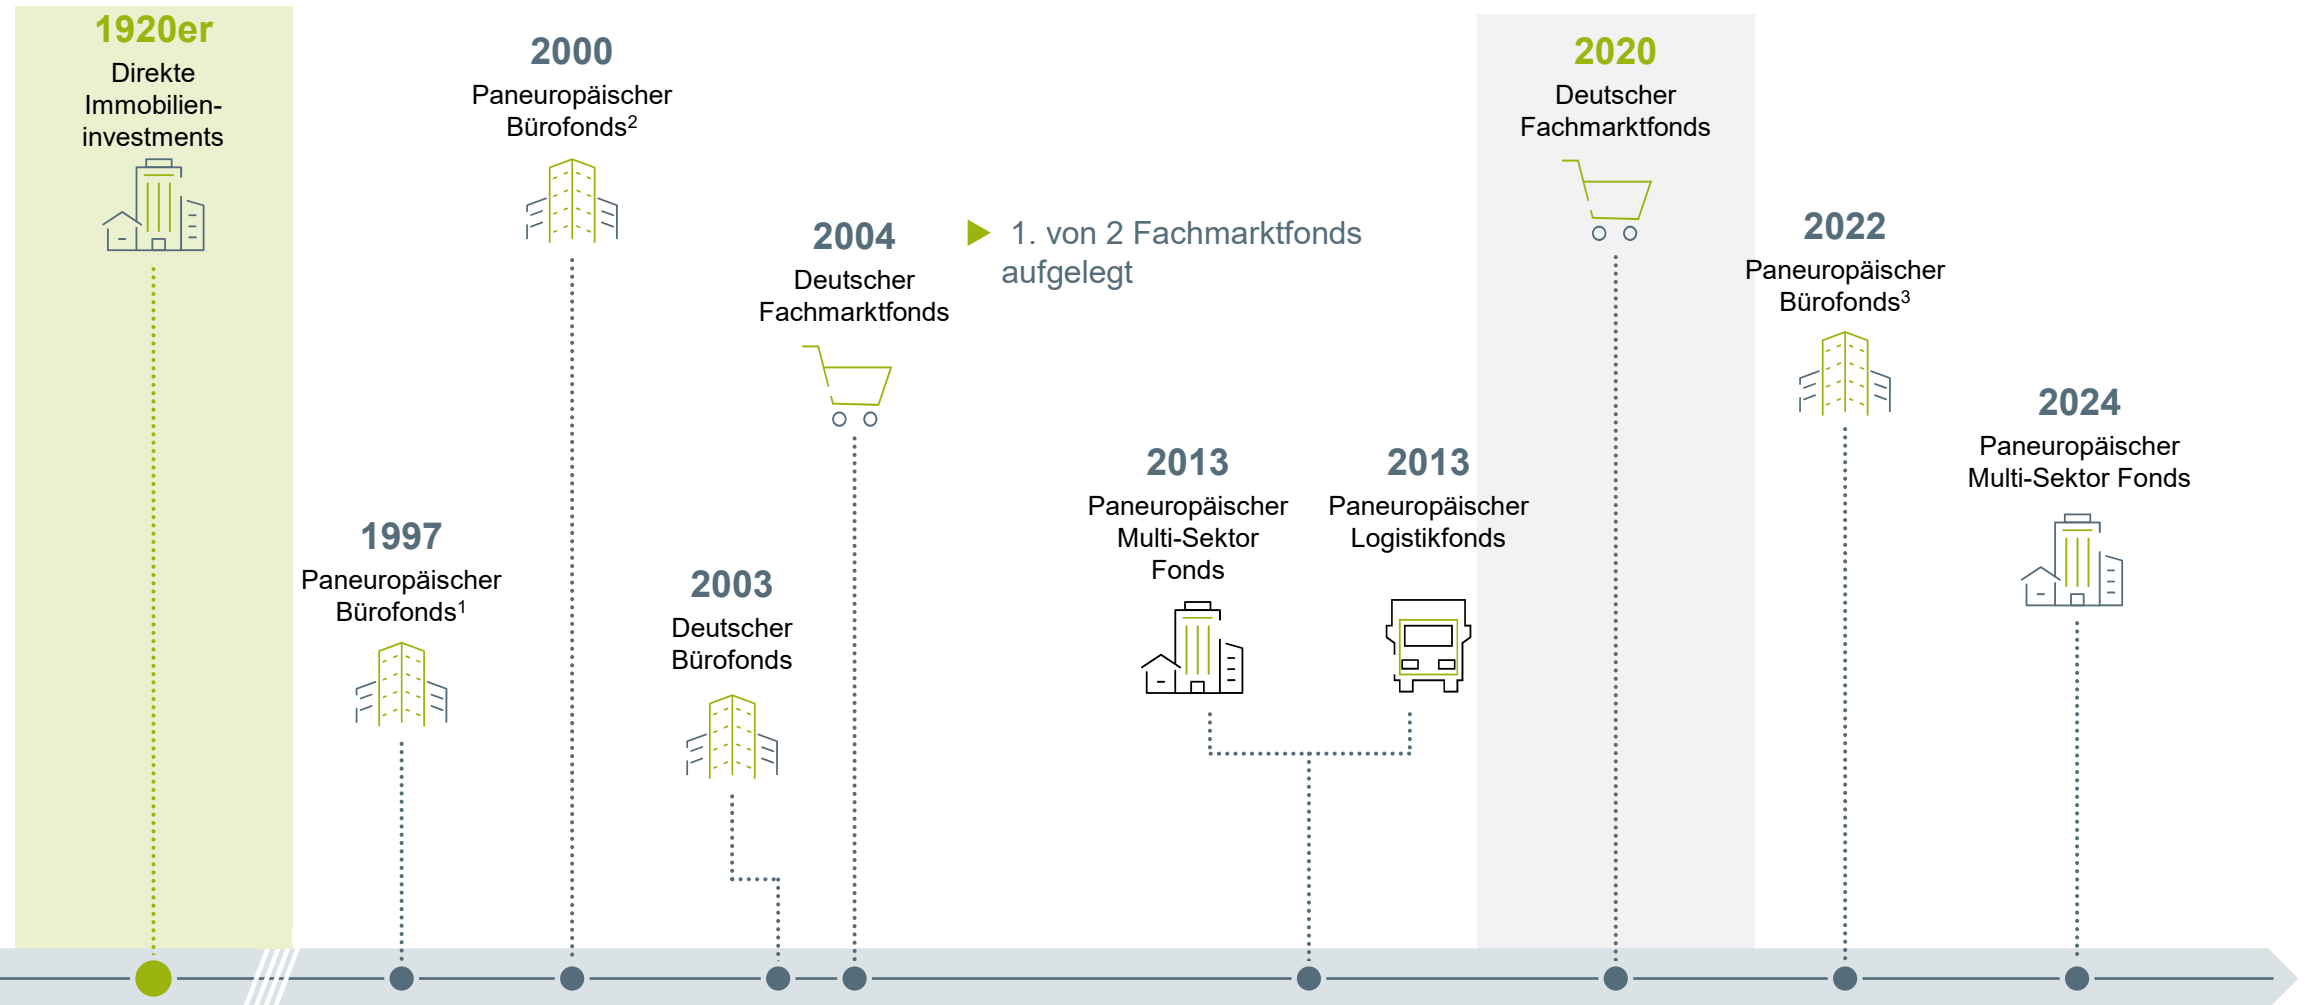 1920er
Direkte
Immobilien-
investments
1997
Paneuropäischer
Bürofonds¹
2000
Paneuropäischer
Bürofonds²
2003
Deutscher
Bürofonds
2004
Deutscher
Fachmarktfonds
1. von 2 Fachmarktfonds
aufgelegt
2013
Paneuropäischer
Multi-Sektor
Fonds
2013
Paneuropäischer
Logistikfonds
2020
Deutscher
Fachmarktfonds
2022
Paneuropäischer
Bürofonds³
2024
Paneuropäischer
Multi-Sektor Fonds